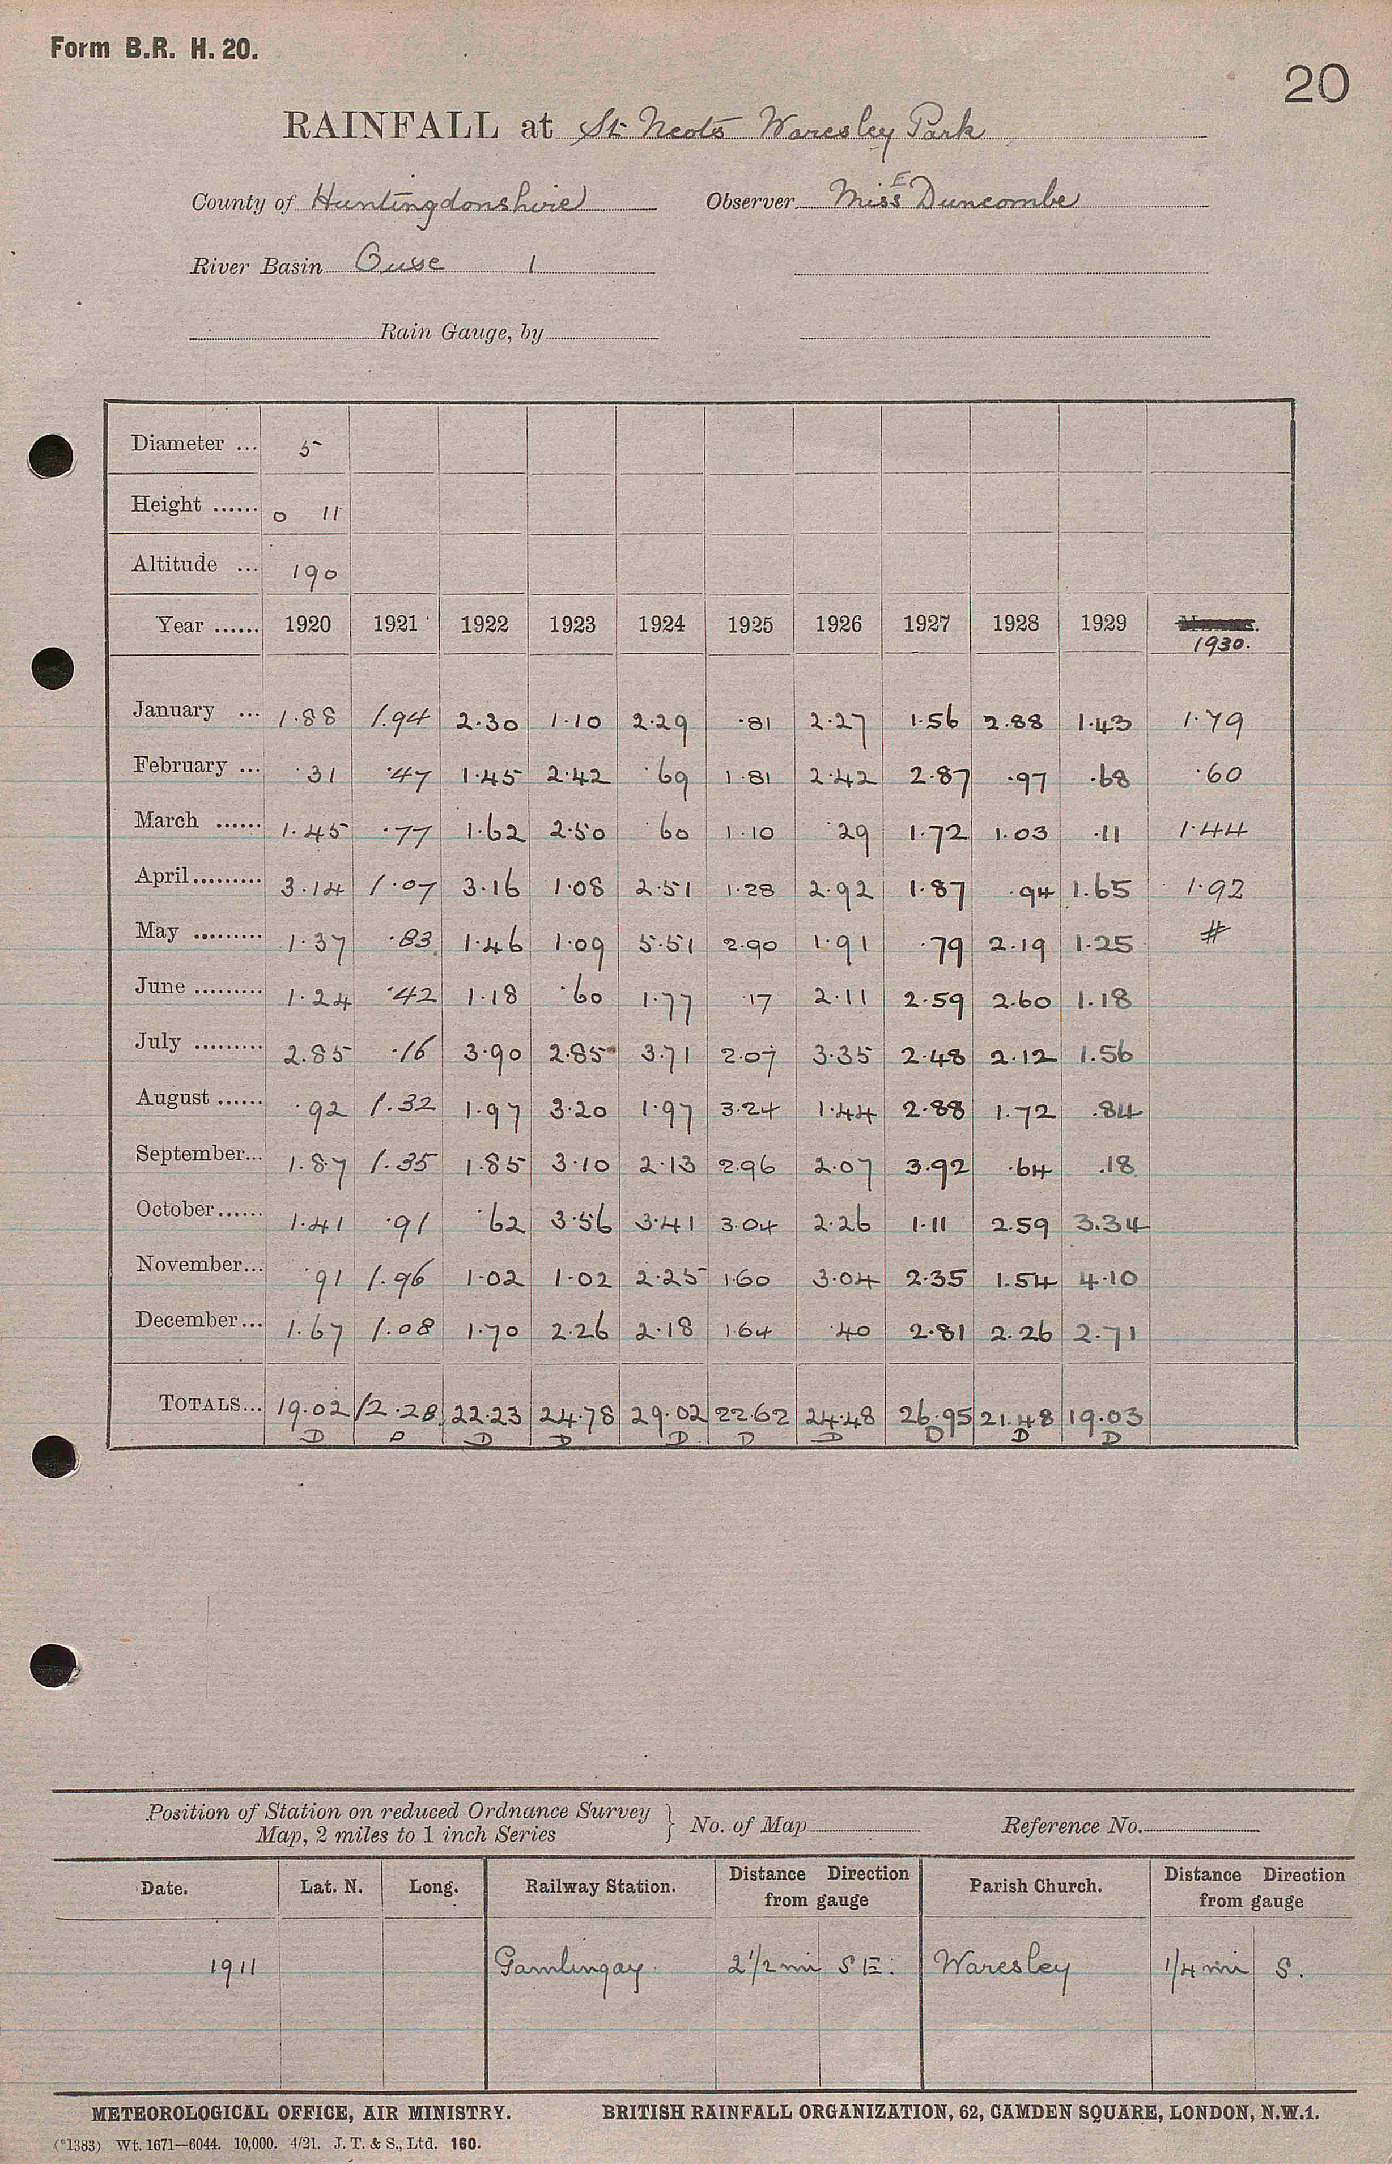 Form B.R. H. 20.
20
RAINFALL at St. Neots Waresley Park
County of Huntingdonshire Observer Miss E Duncombe
River Basin Ouse 1
Rain Gauge, by
Diameter ... 5
Height ...... 0 11
Altitude ... 190
Year ...... 1920 1921 1922 1923 1924 1925 1926 1927 1928 1929 1930.
January ... 1.88 1.94 2.30 1.10 2.29 .81 2.27 1.56 2.88 1.43 1.79
February ... .31 .47 1.45 2.42 .69 1.81 2.42 2.87 .97 .68 .60
March ...... 1.45 .77 1.62 2.50 .60 1.10 .29 1.72 1.03 .11 1.44
April ......... 3.14 1.07 3.16 1.08 2.51 1.28 2.92 1.87 .94 1.65 1.92
May ......... 1.37 .83 1.46 1.09 5.51 2.90 1.91 .79 2.19 1.25 #
June ......... 1.24 .42 1.18 .60 1.77 .17 2.11 2.59 2.60 1.18
July ......... 2.85 .16 3.90 2.85 3.71 2.07 3.35 2.48 2.12 1.56
August ...... .92 1.32 1.97 3.20 1.97 3.24 1.44 2.88 1.72 .84
September... 1.87 1.35 1.85 3.10 2.13 2.96 2.07 3.92 .64 .18
October...... 1.41 .91 .62 3.56 3.41 3.04 2.26 1.11 2.59 3.34
November... .91 1.96 1.02 1.02 2.25 1.60 3.04 2.35 1.54 4.10
December... 1.67 1.08 1.70 2.26 2.18 1.64 .40 2.81 2.26 2.71
TOTALS... 19.02 12.28 22.23 24.78 29.02 22.62 24.48 26.95 21.48 19.03
D D D D D D D D D D
Position of Station on reduced Ordnance Survey Map, 2 miles to 1 inch Series } No. of Map Reference No.
Date. Lat. N. Long. Railway Station. Distance Direction from gauge Parish Church. Distance Direction from gauge
1911 Gamlingay. 2 1/2 mi S E. Waresley 1/4 mi S.
METEOROLOGICAL OFFICE, AIR MINISTRY. BRITISH RAINFALL ORGANIZATION, 62, CAMDEN SQUARE, LONDON, N.W.1.
(*1383) Wt. 1671—6044. 10,000. 4/21. J. T. & S., Ltd. 160.